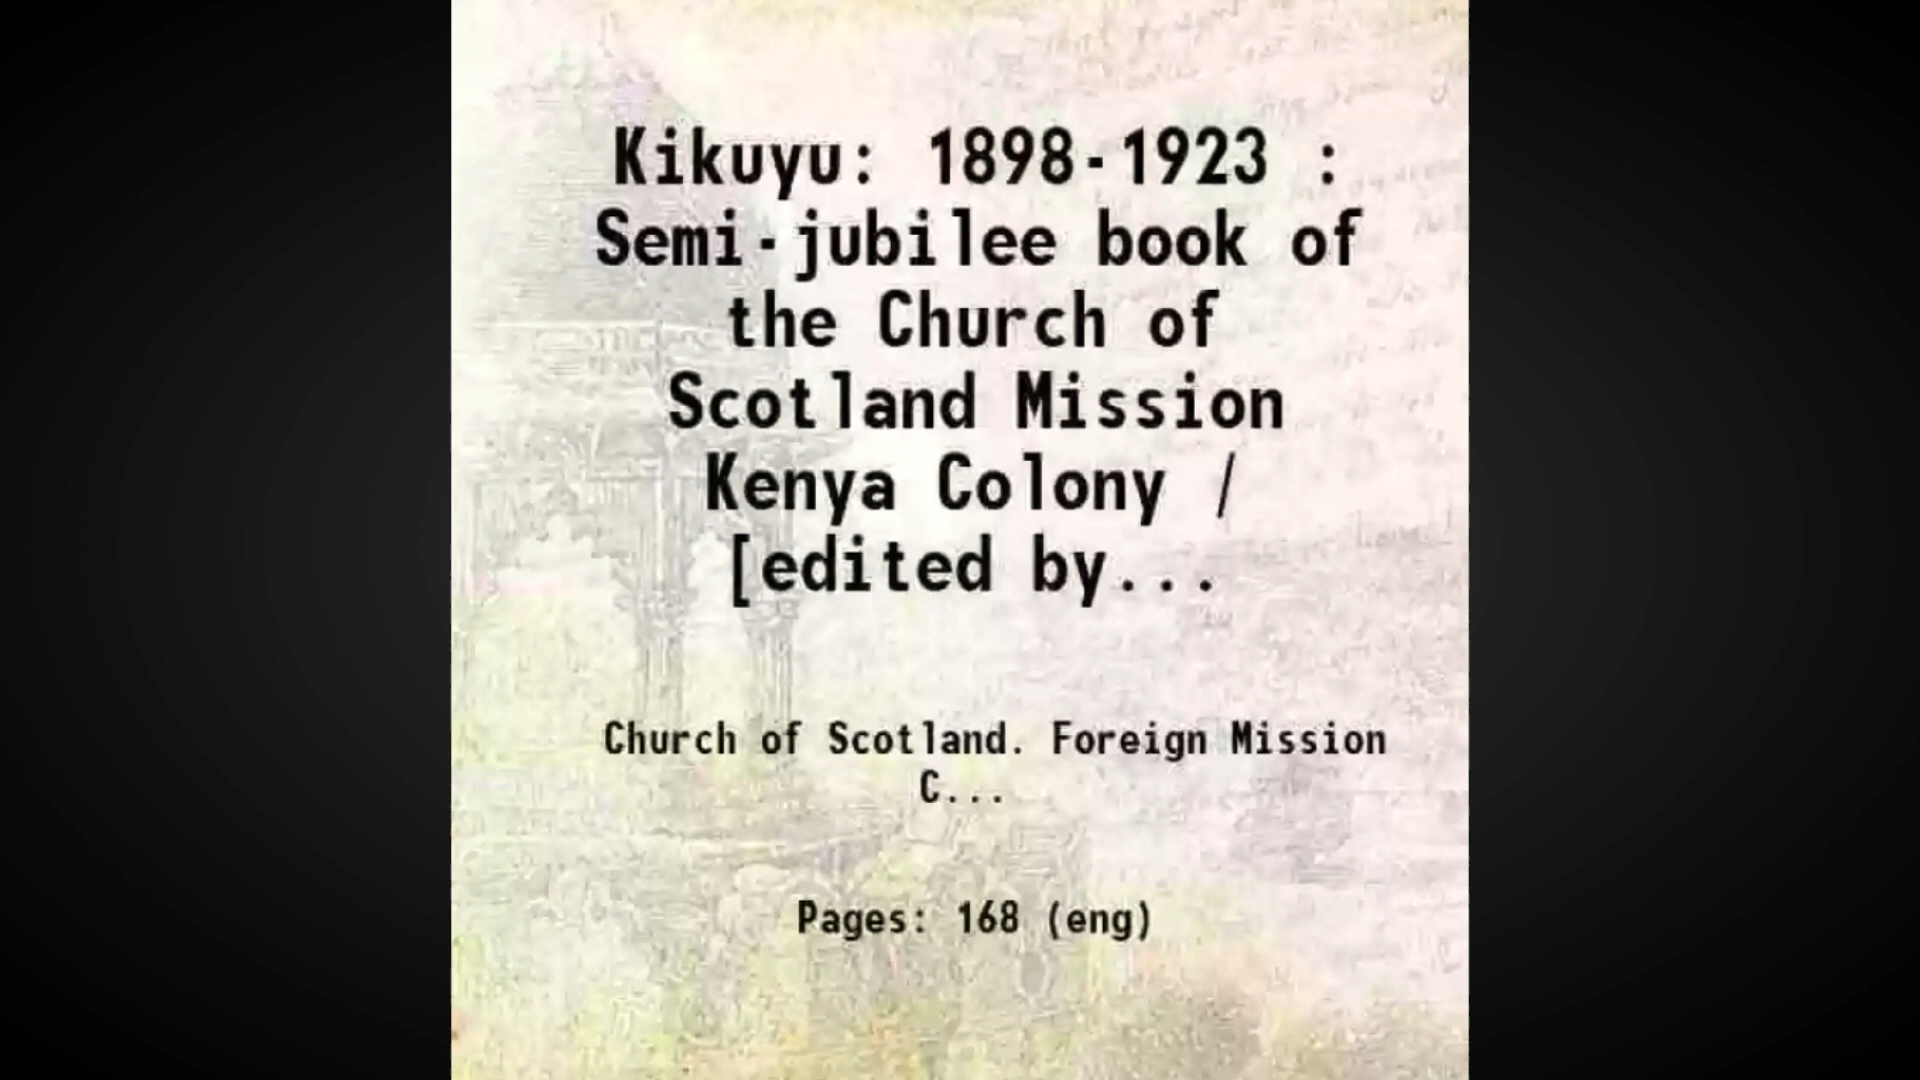 Kikuyu: 1898-1923 :
Semi-jubilee book of
the Church of
Scotland Mission
Kenya Colony /
[edited by...
Church of Scotland. Foreign Mission
C...
Pages: 168 (eng)